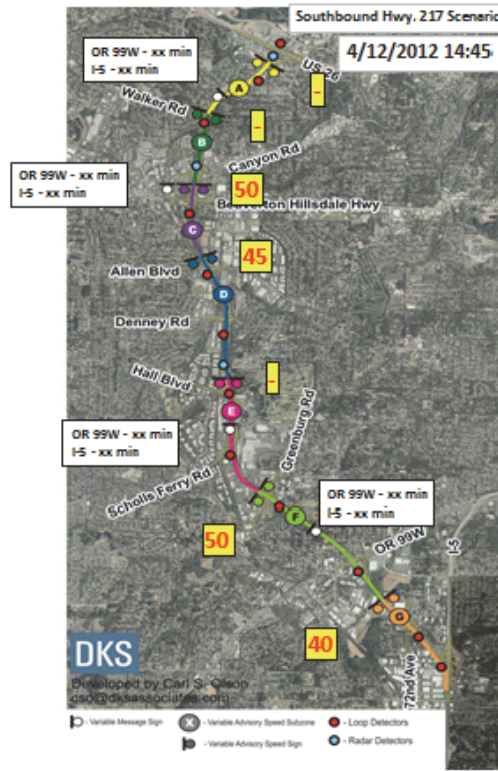 Southbound Hwy. 217 Scenario
4/12/2012 14:45
OR 99W - xx min
I-5 - xx min
US-26
A
-
Walker Rd
-
B
Canyon Rd
OR 99W - xx min
I-5 - xx min
50
Beaverton Hillsdale Hwy
C
45
Allen Blvd
D
Denney Rd
Hall Blvd
-
E
Greenburg Rd
OR 99W - xx min
I-5 - xx min
Scholls Ferry Rd
OR 99W - xx min
I-5 - xx min
F
50
OR 99W
I-5
G
40
72nd Ave
DKS
Developed by Carl S. Olson
cso@dksassociates.com
- Variable Message Sign
X - Variable Advisory Speed Subzone
- Loop Detectors
- Variable Advisory Speed Sign
- Radar Detectors